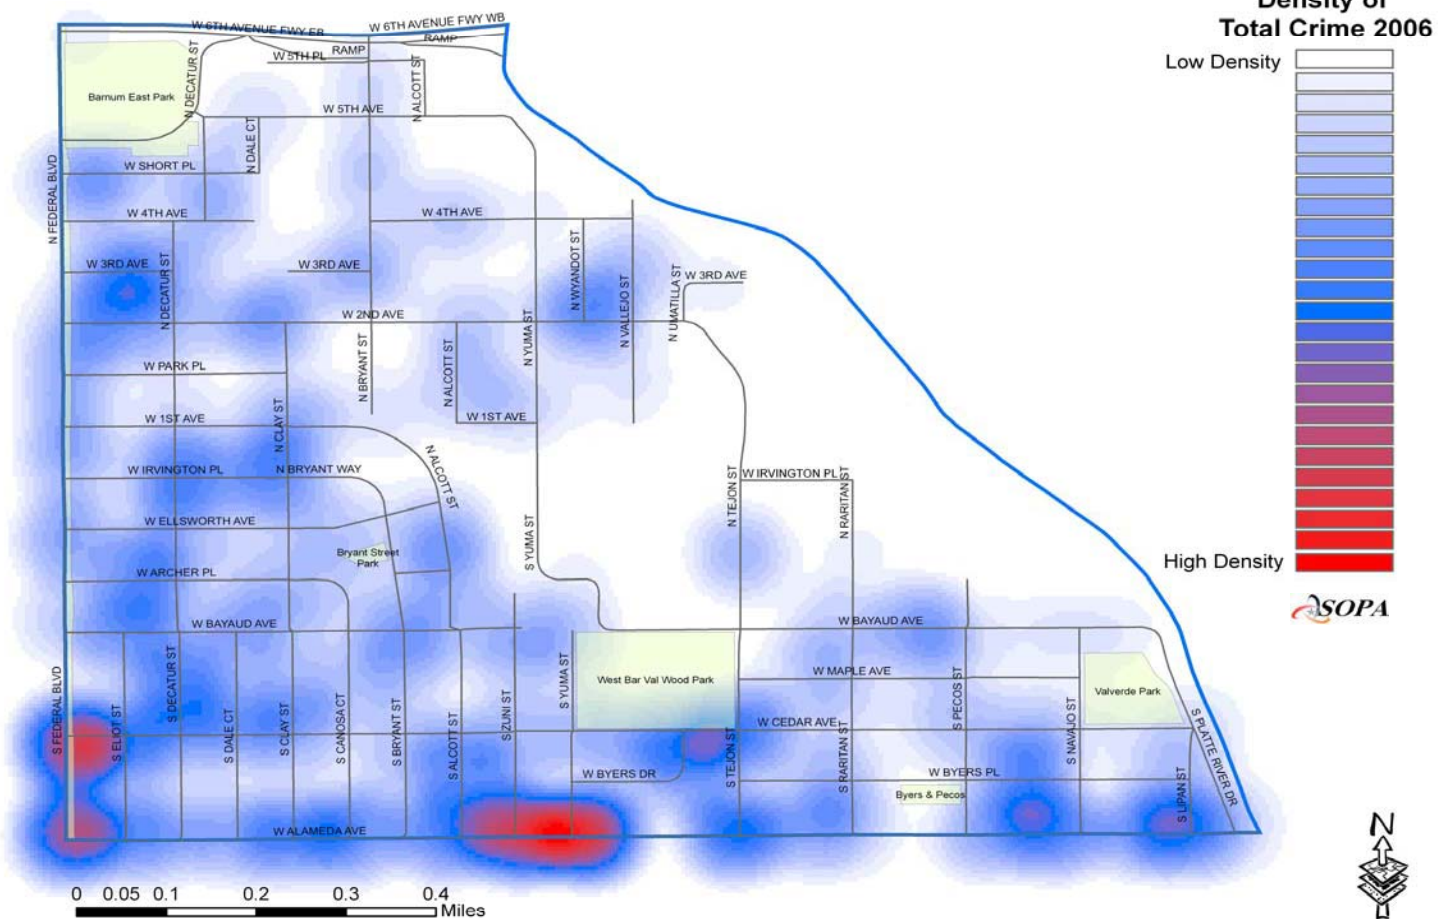 Density of
Total Crime 2006
Low Density
High Density
SOPA
W 6TH AVENUE FWY ER
W 6TH AVENUE FWY WB
RAMP
RAMP
W 5TH PL
N DECATUR ST
N ALCOTT ST
Barnum East Park
W 5TH AVE
N DALE CT
W SHORT PL
N FEDERAL BLVD
W 4TH AVE
W 4TH AVE
W 3RD AVE
W 3RD AVE
N DECATUR ST
N WYANDOT ST
N VALLEJO ST
N UMATILLA ST
W 3RD AVE
W 2ND AVE
N BRYANT ST
N ALCOTT ST
N YUMA ST
W PARK PL
W 1ST AVE
W 1ST AVE
N CLAY ST
W IRVINGTON PL
N BRYANT WAY
N ALCOTT ST
N TEJON ST
W IRVINGTON PL
N RARITAN ST
W ELLSWORTH AVE
S YUMA ST
Bryant Street
Park
W ARCHER PL
W BAYAUD AVE
W BAYAUD AVE
S FEDERAL BLVD
S ELIOT ST
S DECATUR ST
S DALE CT
S CLAY ST
S CANOSA CT
S BRYANT ST
S ALCOTT ST
S ZUNI ST
S YUMA ST
West Bar Val Wood Park
W MAPLE AVE
S PECOS ST
S NAVAJO ST
Valverde Park
W CEDAR AVE
S TEJON ST
S RARITAN ST
S PLATTE RIVER DR
W BYERS DR
W BYERS PL
Byers & Pecos
S LIPAN ST
W ALAMEDA AVE
0 0.05 0.1 0.2 0.3 0.4
Miles
N